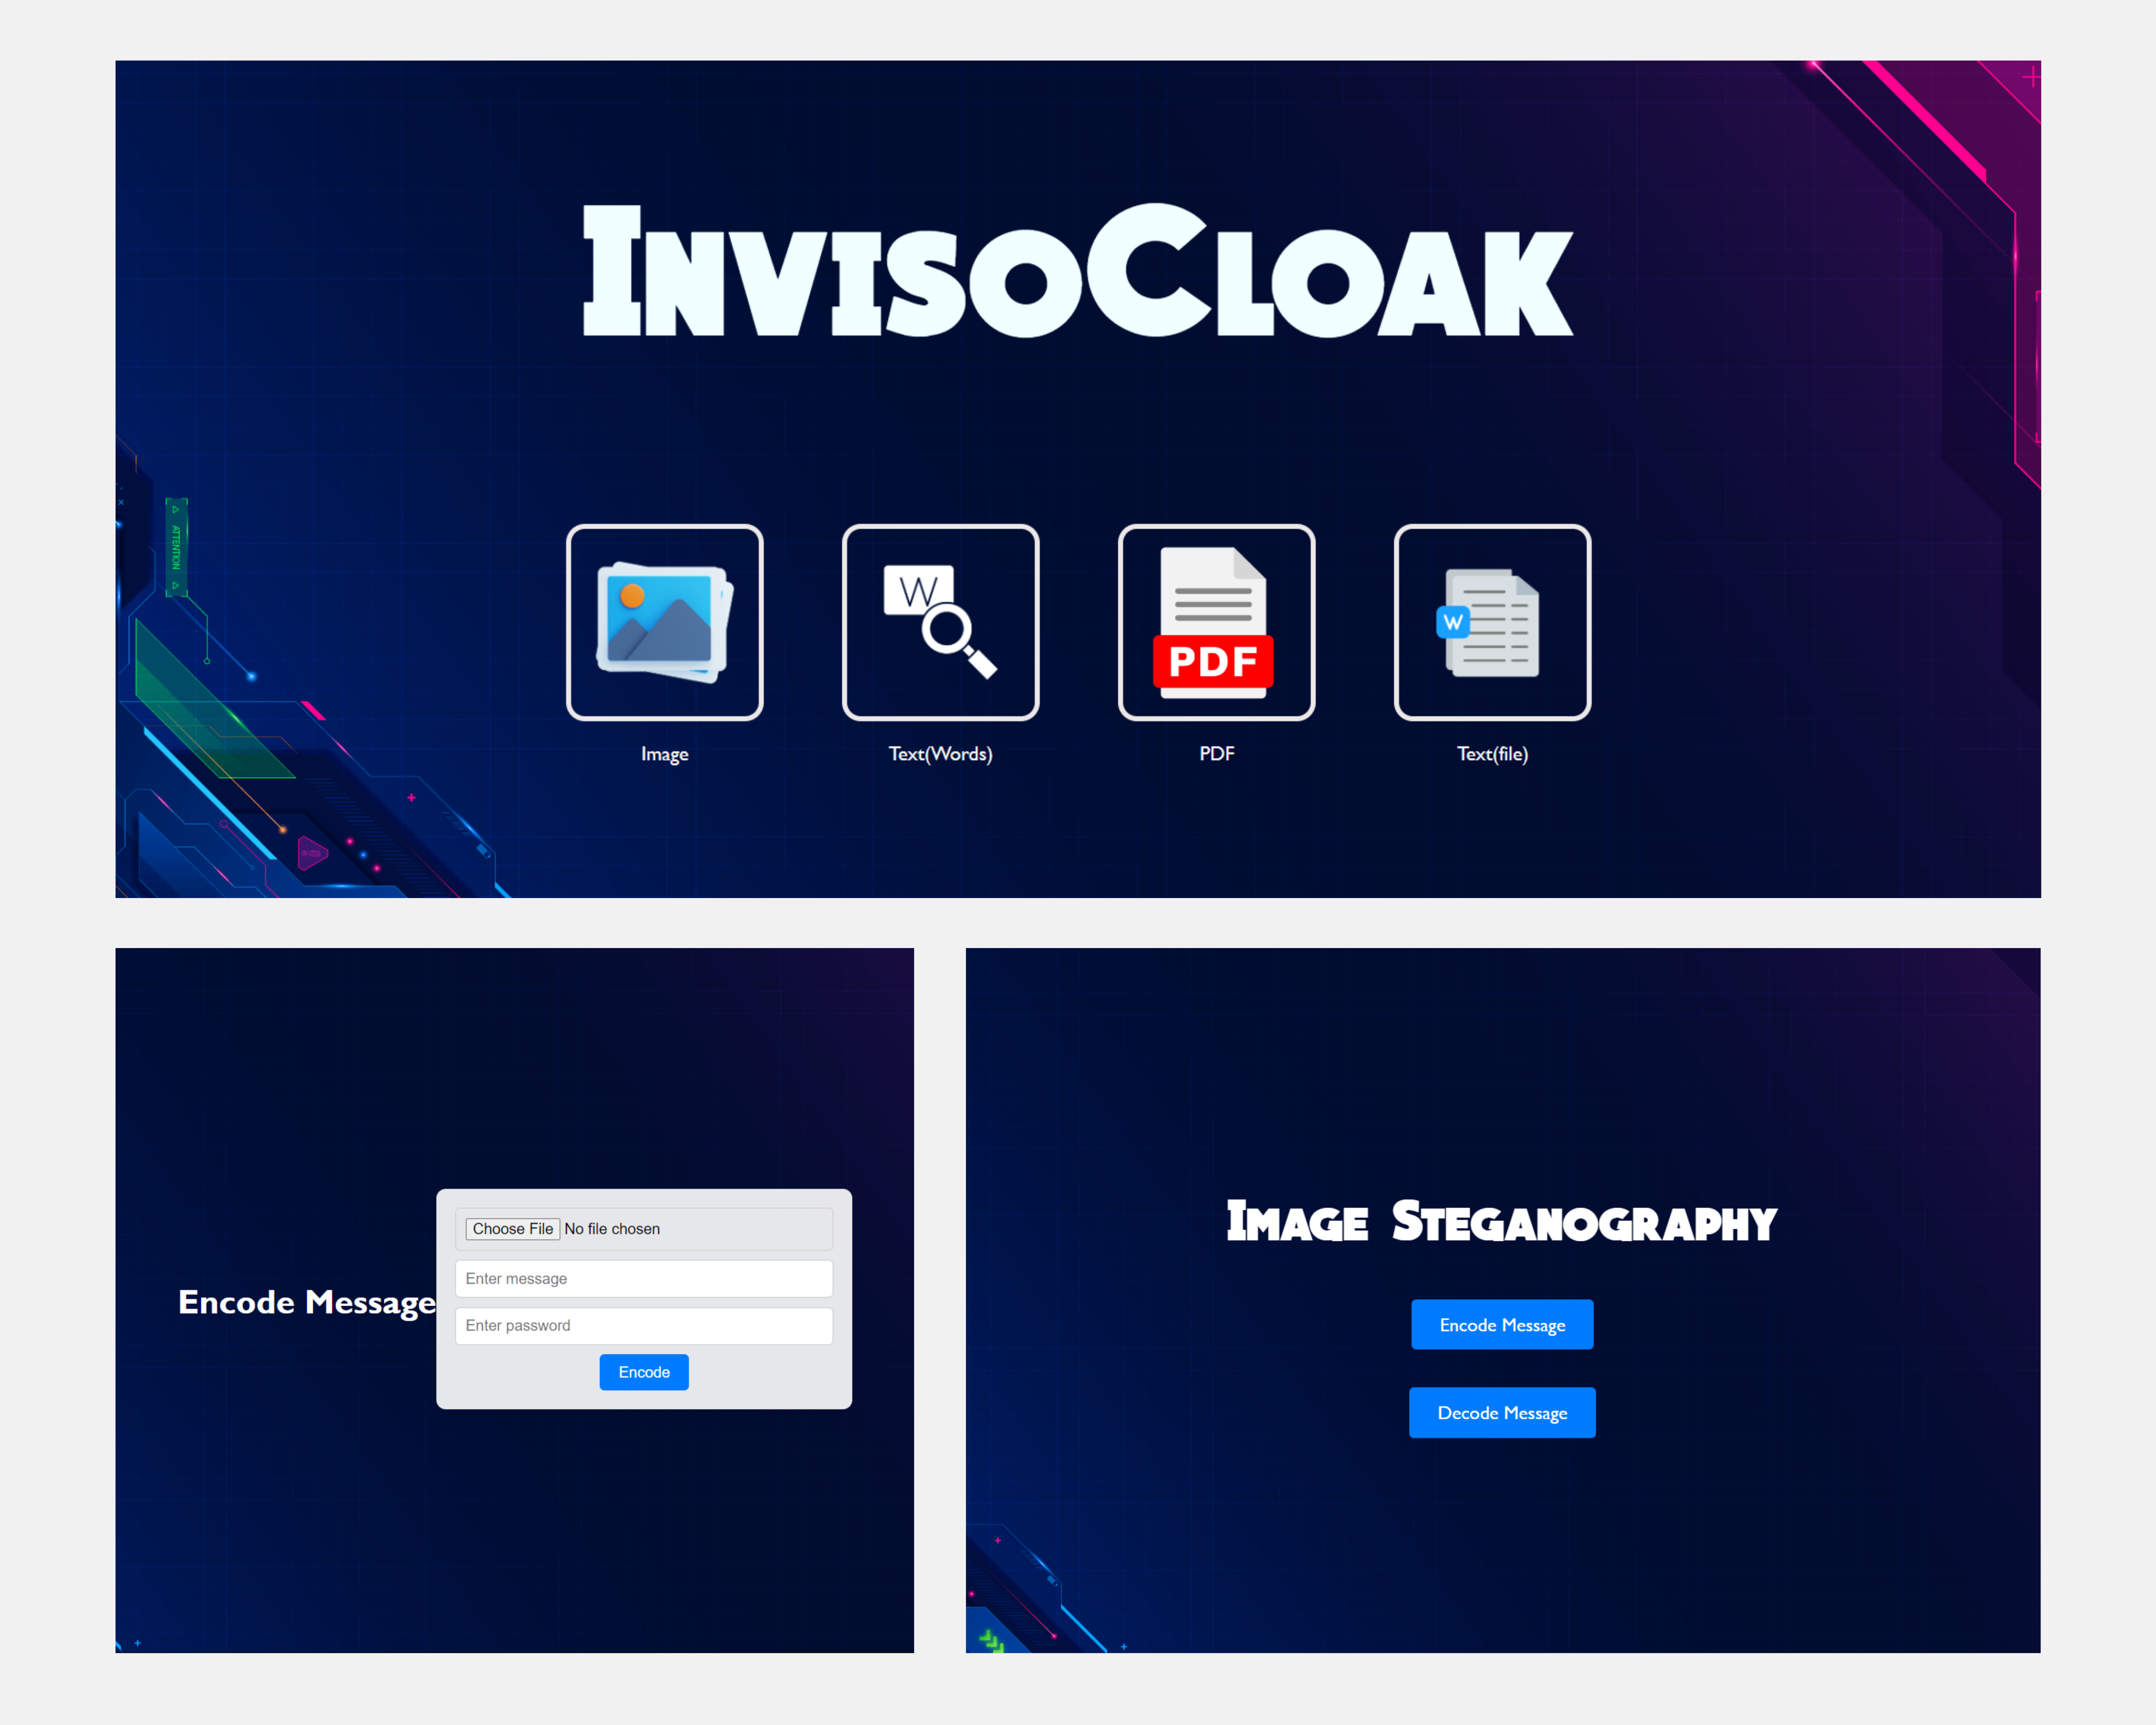 InvisoCloak
ATTENTION
W
PDF
W
Image
Text(Words)
PDF
Text(file)
Encode Message
Choose File No file chosen
Enter message
Enter password
Encode
Image Steganography
Encode Message
Decode Message